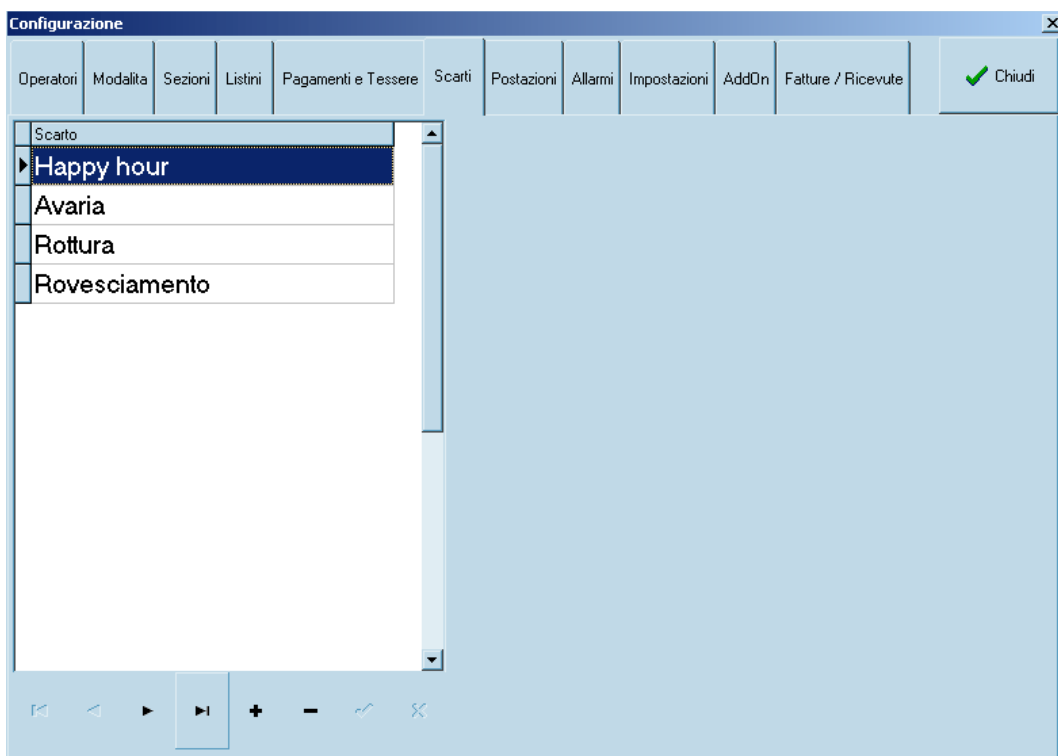 Configurazione
Operatori Modalita Sezioni Listini Pagamenti e Tessere Scarti Postazioni Allarmi Impostazioni AddOn Fatture / Ricevute Chiudi
Scarto
Happy hour
Avaria
Rottura
Rovesciamento